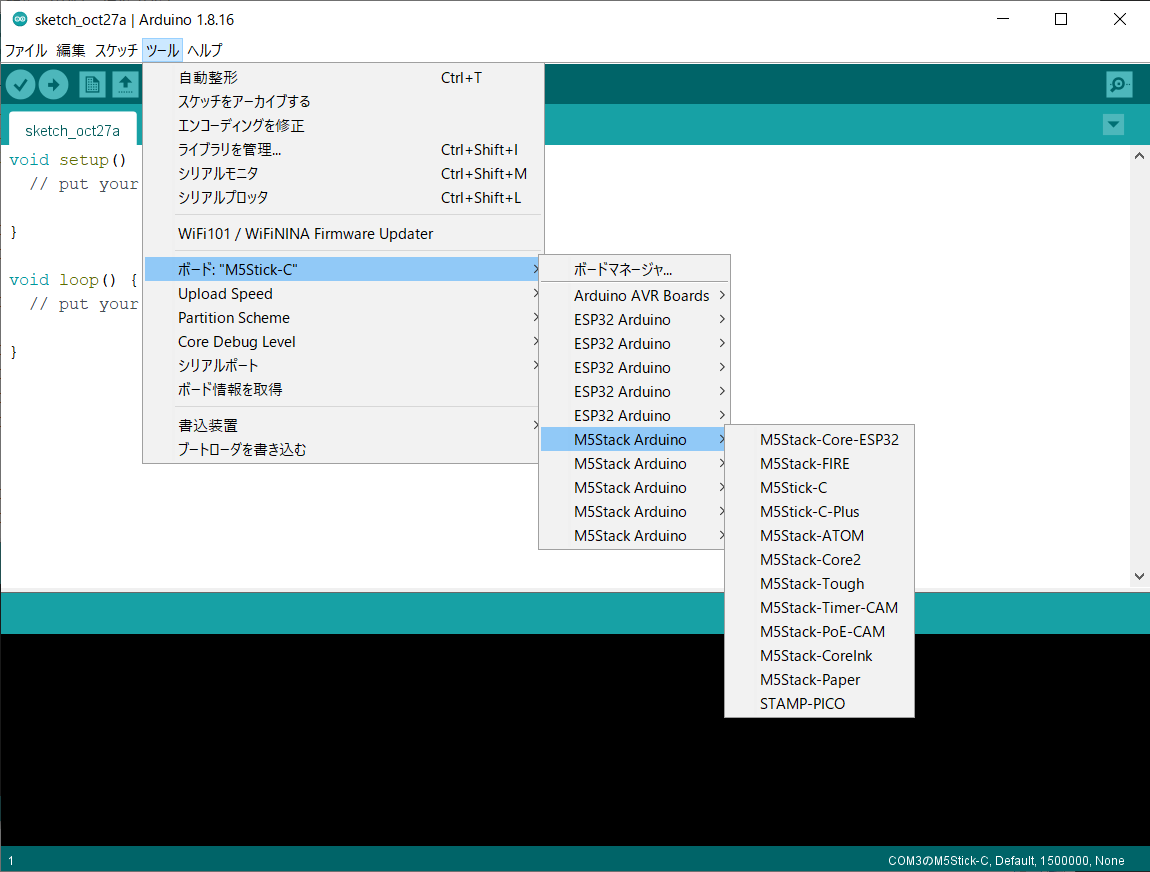 sketch_oct27a | Arduino 1.8.16
ファイル 編集 スケッチ ツール ヘルプ
sketch_oct27a
void setup()
// put your
}
void loop() {
// put your
}
自動整形 Ctrl+T
スケッチをアーカイブする
エンコーディングを修正
ライブラリを管理... Ctrl+Shift+I
シリアルモニタ Ctrl+Shift+M
シリアルプロッタ Ctrl+Shift+L
WiFi101 / WiFiNINA Firmware Updater
ボード: "M5Stick-C"
Upload Speed
Partition Scheme
Core Debug Level
シリアルポート
ボード情報を取得
書込装置
ブートローダを書き込む
ボードマネージャ...
Arduino AVR Boards
ESP32 Arduino
ESP32 Arduino
ESP32 Arduino
ESP32 Arduino
ESP32 Arduino
M5Stack Arduino
M5Stack Arduino
M5Stack Arduino
M5Stack Arduino
M5Stack Arduino
M5Stack-Core-ESP32
M5Stack-FIRE
M5Stick-C
M5Stick-C-Plus
M5Stack-ATOM
M5Stack-Core2
M5Stack-Tough
M5Stack-Timer-CAM
M5Stack-PoE-CAM
M5Stack-CoreInk
M5Stack-Paper
STAMP-PICO
1
COM3のM5Stick-C, Default, 1500000, None